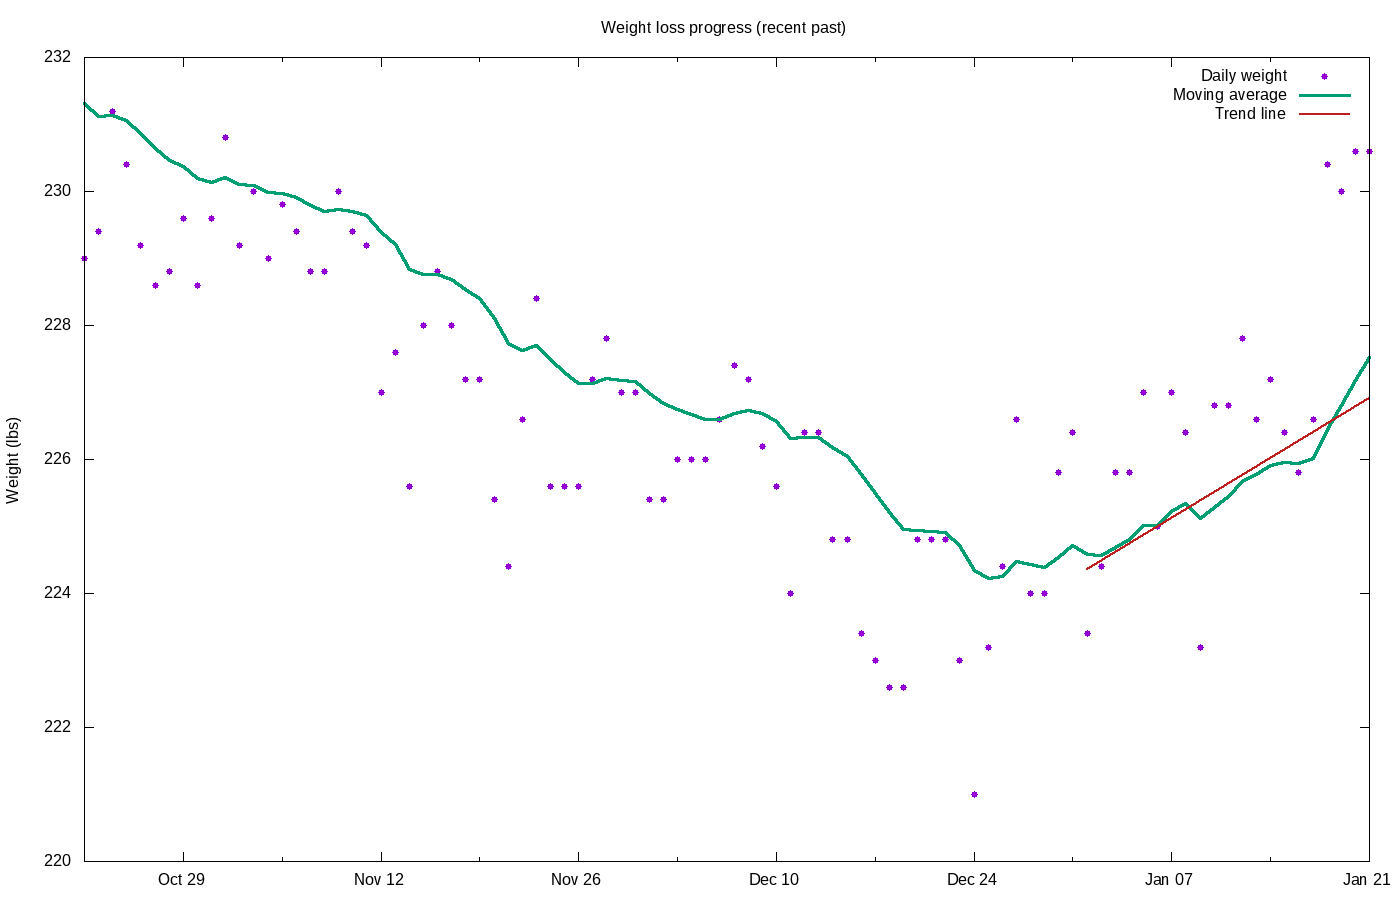 Weight loss progress (recent past)
232
230
228
226
224
222
220
Weight (lbs)
Daily weight
Moving average
Trend line
Oct 29
Nov 12
Nov 26
Dec 10
Dec 24
Jan 07
Jan 21